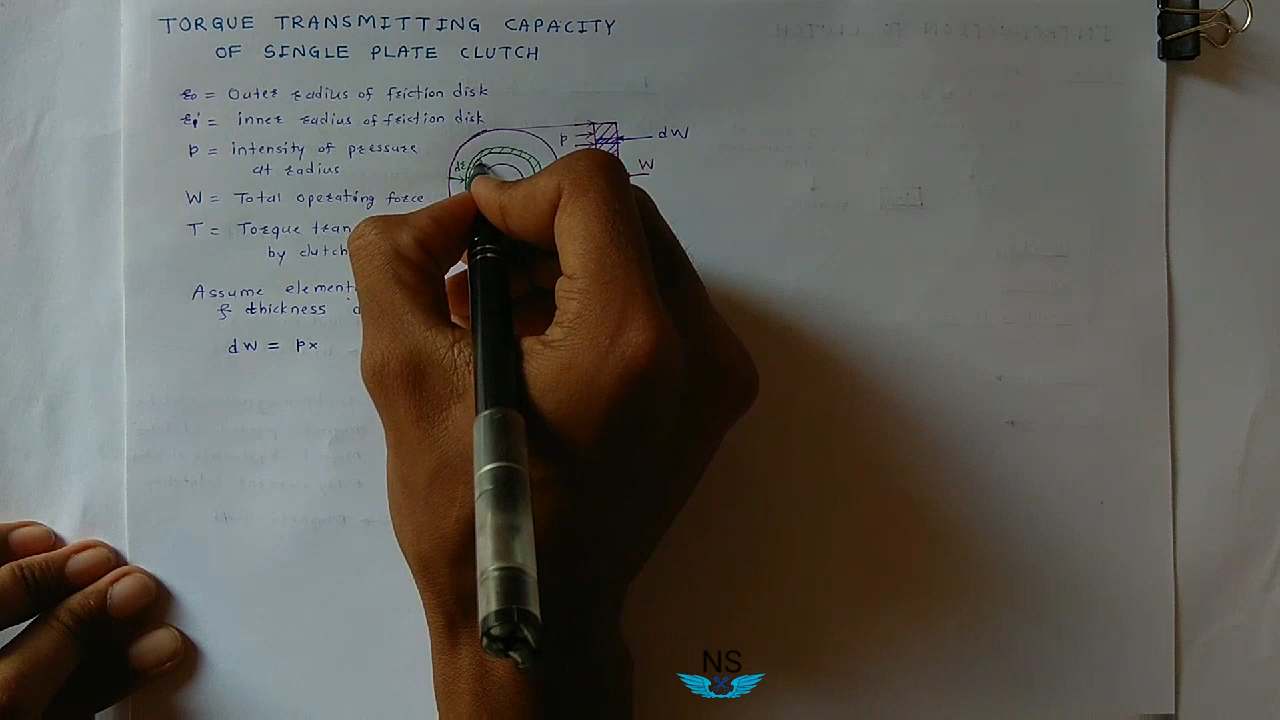 TORQUE TRANSMITTING CAPACITY
OF SINGLE PLATE CLUTCH
ro = Outer radius of friction disk
ri = inner radius of friction disk
P = intensity of pressure
at radius
W = Total operating force
T = Torque tran
by clutch
Assume element
& thickness d
dW = P×
P
dW
W
dr
NS